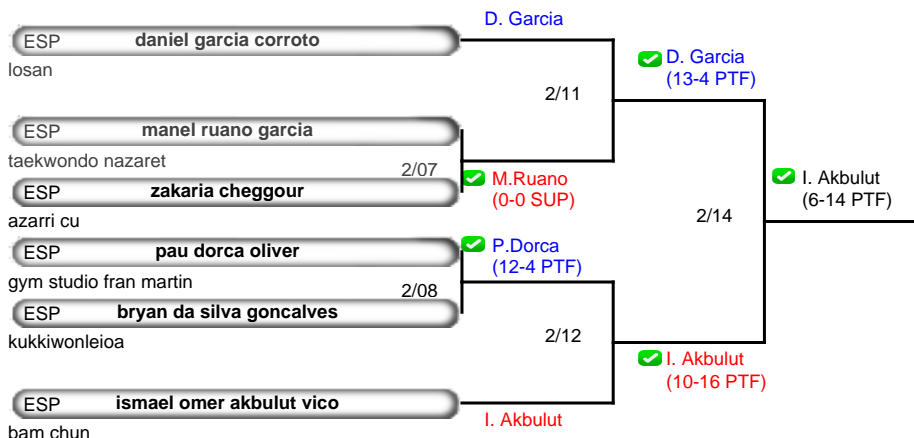 D. Garcia
ESP daniel garcia corroto
losan
D. Garcia
(13-4 PTF)
2/11
ESP manel ruano garcia
taekwondo nazaret
2/07
M.Ruano
(0-0 SUP)
ESP zakaria cheggour
azarri cu
I. Akbulut
(6-14 PTF)
2/14
ESP pau dorca oliver
gym studio fran martin
P.Dorca
(12-4 PTF)
2/08
ESP bryan da silva goncalves
kukkiwonleioa
2/12
I. Akbulut
(10-16 PTF)
ESP ismael omer akbulut vico
bam chun
I. Akbulut